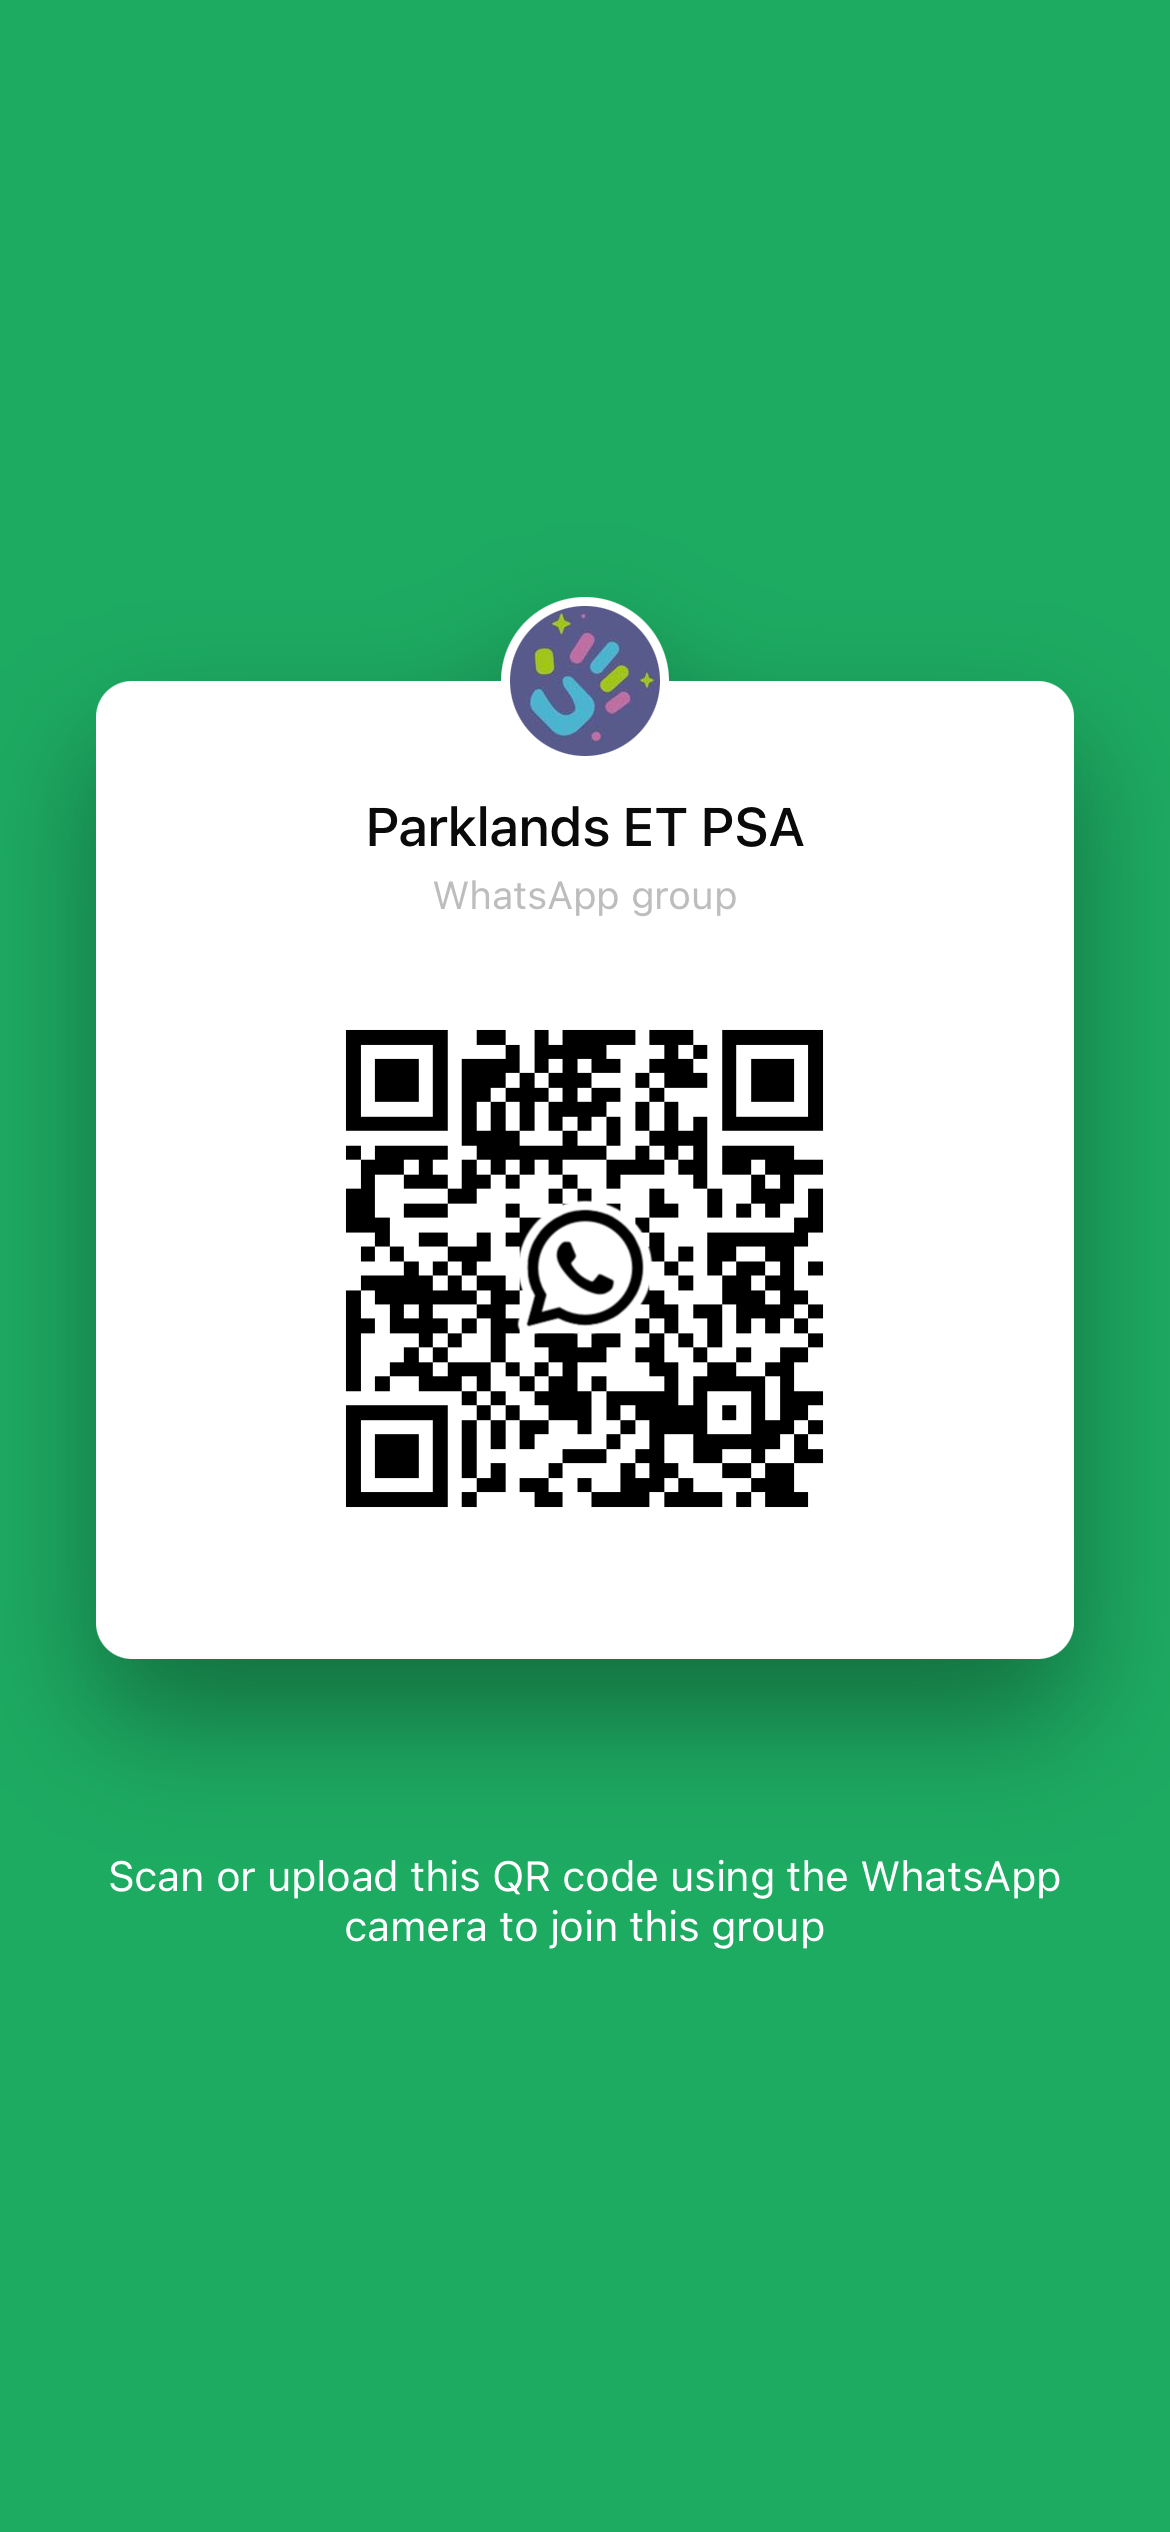 Parklands ET PSA
WhatsApp group
Scan or upload this QR code using the WhatsApp
camera to join this group